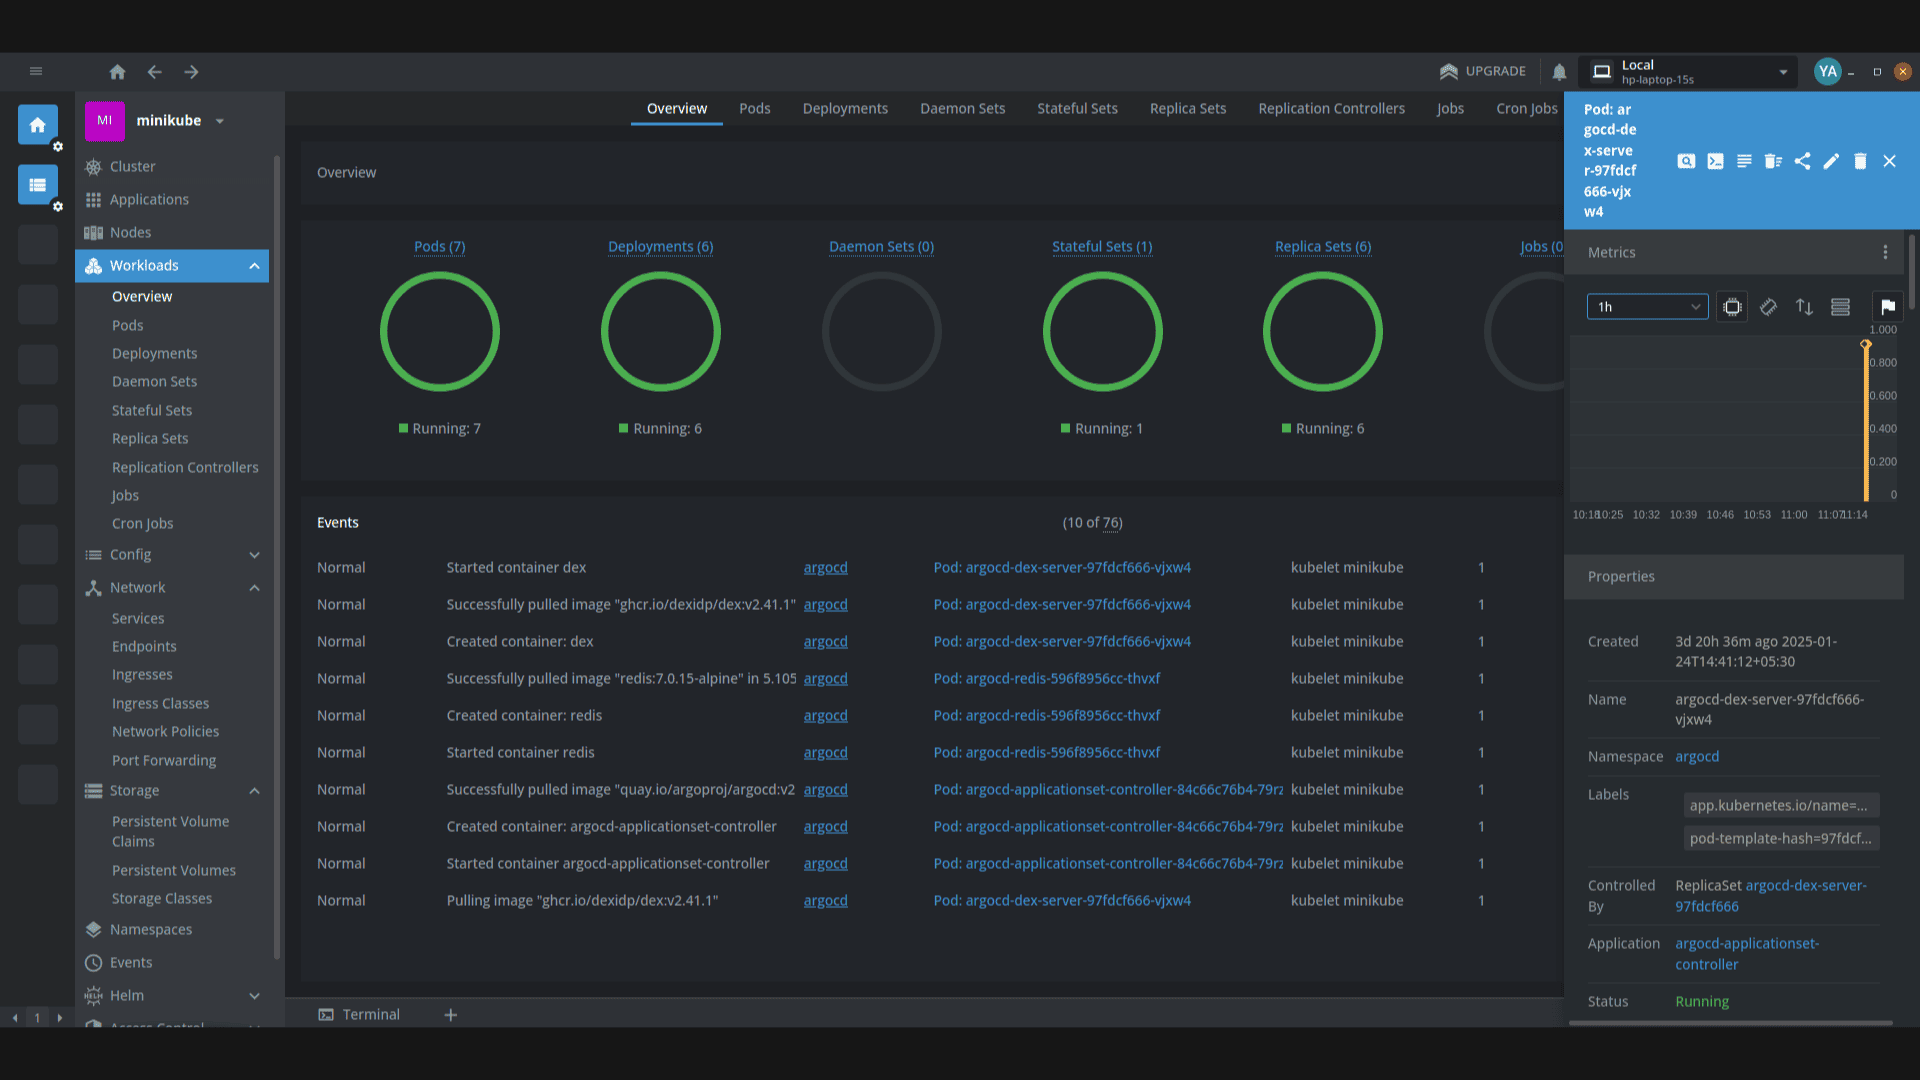 UPGRADE
Local
hp-laptop-15s
YA
MI
minikube
Cluster
Applications
Nodes
Workloads
Overview
Pods
Deployments
Daemon Sets
Stateful Sets
Replica Sets
Replication Controllers
Jobs
Cron Jobs
Config
Network
Services
Endpoints
Ingresses
Ingress Classes
Network Policies
Port Forwarding
Storage
Persistent Volume
Claims
Persistent Volumes
Storage Classes
Namespaces
Events
HELM
Helm
Access Control
1
Overview Pods Deployments Daemon Sets Stateful Sets Replica Sets Replication Controllers Jobs Cron Jobs
Overview
Pods (7) Deployments (6) Daemon Sets (0) Stateful Sets (1) Replica Sets (6) Jobs (0
Running: 7 Running: 6 Running: 1 Running: 6
Events (10 of 76)
Normal Started container dex argocd Pod: argocd-dex-server-97fdcf666-vjxw4 kubelet minikube 1
Normal Successfully pulled image "ghcr.io/dexidp/dex:v2.41.1" argocd Pod: argocd-dex-server-97fdcf666-vjxw4 kubelet minikube 1
Normal Created container: dex argocd Pod: argocd-dex-server-97fdcf666-vjxw4 kubelet minikube 1
Normal Successfully pulled image "redis:7.0.15-alpine" in 5.105 argocd Pod: argocd-redis-596f8956cc-thvxf kubelet minikube 1
Normal Created container: redis argocd Pod: argocd-redis-596f8956cc-thvxf kubelet minikube 1
Normal Started container redis argocd Pod: argocd-redis-596f8956cc-thvxf kubelet minikube 1
Normal Successfully pulled image "quay.io/argoproj/argocd:v2 argocd Pod: argocd-applicationset-controller-84c66c76b4-79rz kubelet minikube 1
Normal Created container: argocd-applicationset-controller argocd Pod: argocd-applicationset-controller-84c66c76b4-79rz kubelet minikube 1
Normal Started container argocd-applicationset-controller argocd Pod: argocd-applicationset-controller-84c66c76b4-79rz kubelet minikube 1
Normal Pulling image "ghcr.io/dexidp/dex:v2.41.1" argocd Pod: argocd-dex-server-97fdcf666-vjxw4 kubelet minikube 1
Terminal
Pod: ar
gocd-de
x-serve
r-97fdcf
666-vjx
w4
Metrics
1h
1.000
0.800
0.600
0.400
0.200
0
10:18 10:25 10:32 10:39 10:46 10:53 11:00 11:07 11:14
Properties
Created 3d 20h 36m ago 2025-01-
24T14:41:12+05:30
Name argocd-dex-server-97fdcf666-
vjxw4
Namespace argocd
Labels app.kubernetes.io/name=...
pod-template-hash=97fdcf...
Controlled ReplicaSet argocd-dex-server-
By 97fdcf666
Application argocd-applicationset-
controller
Status Running